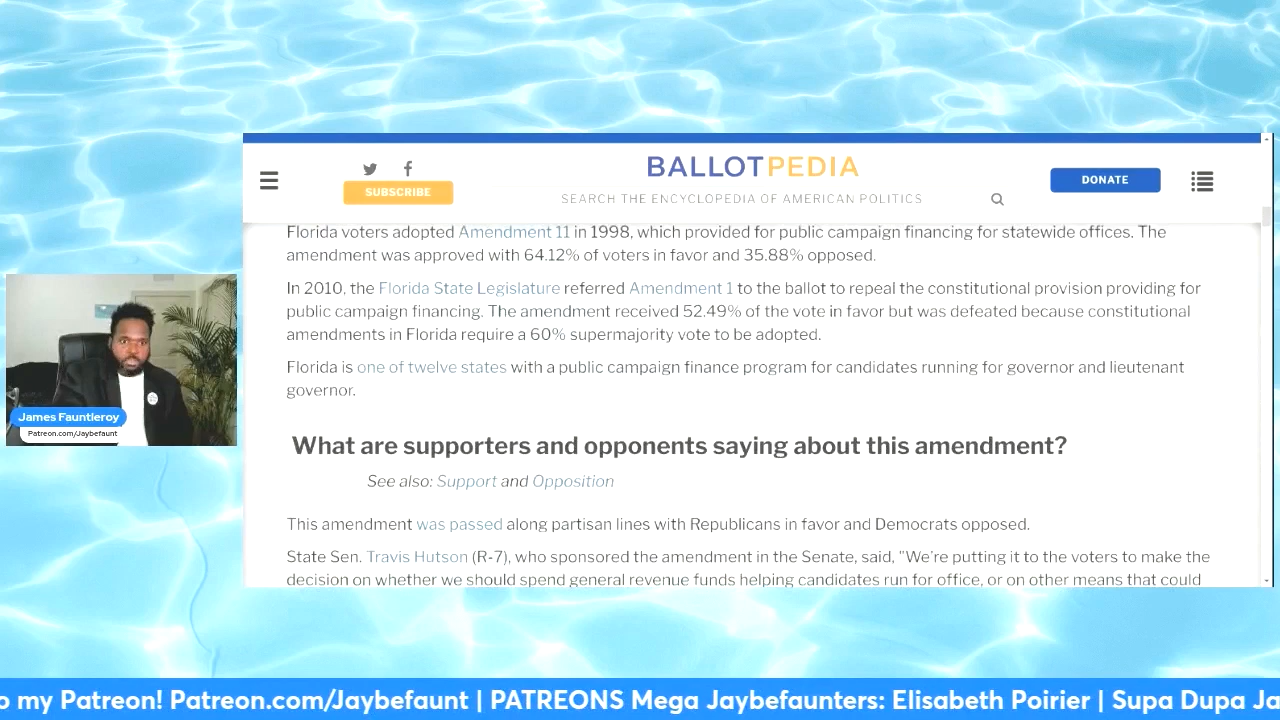 BALLOTPEDIA
SUBSCRIBE
SEARCH THE ENCYCLOPEDIA OF AMERICAN POLITICS
DONATE
Florida voters adopted Amendment 11 in 1998, which provided for public campaign financing for statewide offices. The
amendment was approved with 64.12% of voters in favor and 35.88% opposed.
In 2010, the Florida State Legislature referred Amendment 1 to the ballot to repeal the constitutional provision providing for
public campaign financing. The amendment received 52.49% of the vote in favor but was defeated because constitutional
amendments in Florida require a 60% supermajority vote to be adopted.
Florida is one of twelve states with a public campaign finance program for candidates running for governor and lieutenant
governor.
What are supporters and opponents saying about this amendment?
See also: Support and Opposition
This amendment was passed along partisan lines with Republicans in favor and Democrats opposed.
State Sen. Travis Hutson (R-7), who sponsored the amendment in the Senate, said, "We're putting it to the voters to make the
decision on whether we should spend general revenue funds helping candidates run for office, or on other means that could
James Fauntleroy
Patreon.com/Jaybefaunt
o my Patreon! Patreon.com/Jaybefaunt | PATREONS Mega Jaybefaunters: Elisabeth Poirier | Supa Dupa Ja